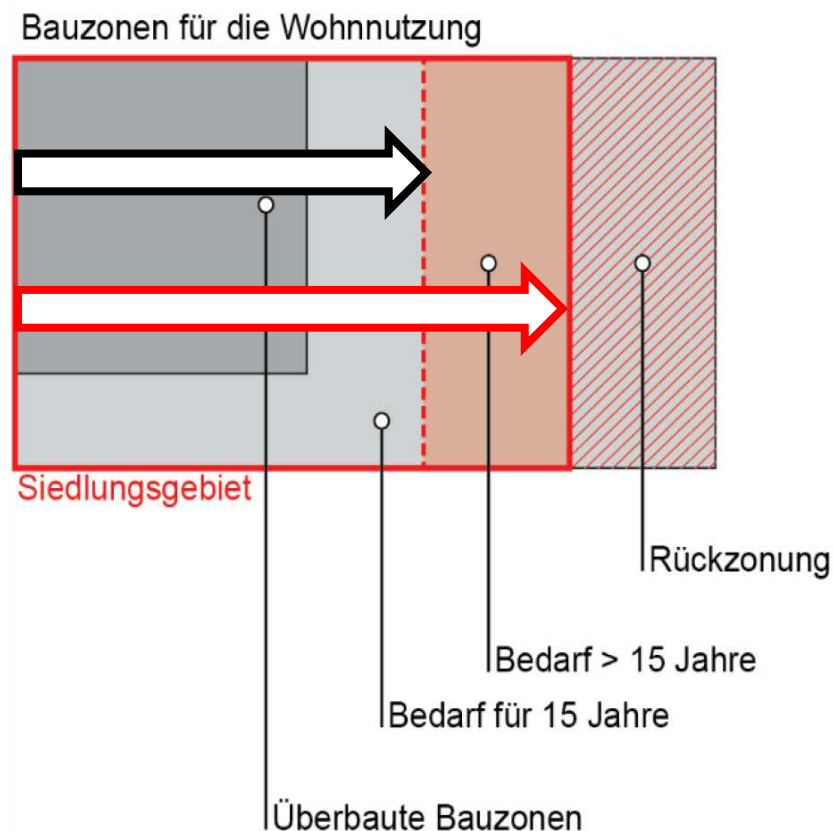 Bauzonen für die Wohnnutzung
Siedlungsgebiet
Rückzonung
Bedarf > 15 Jahre
Bedarf für 15 Jahre
Überbaute Bauzonen